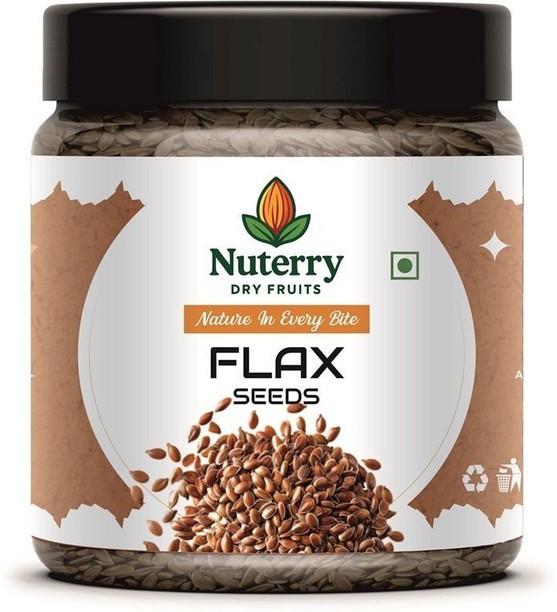 Nuterry
DRY FRUITS
Nature In Every Bite
FLAX
SEEDS
A